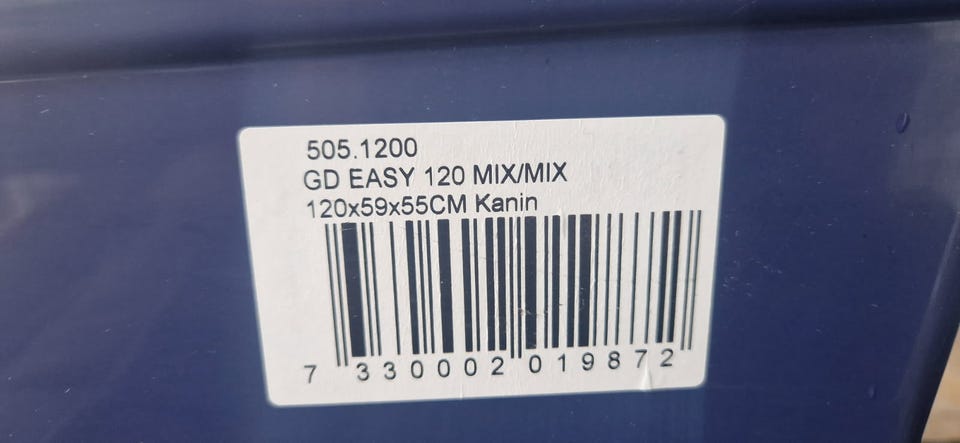 505.1200
GD EASY 120 MIX/MIX
120x59x55CM Kanin
7 330002 019872